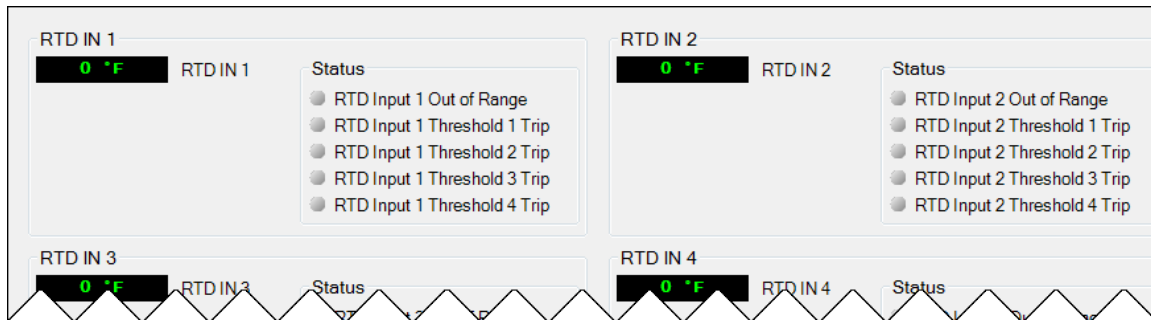 RTD IN 1
0 °F
RTD IN 1
Status
RTD Input 1 Out of Range
RTD Input 1 Threshold 1 Trip
RTD Input 1 Threshold 2 Trip
RTD Input 1 Threshold 3 Trip
RTD Input 1 Threshold 4 Trip
RTD IN 2
0 °F
RTD IN 2
Status
RTD Input 2 Out of Range
RTD Input 2 Threshold 1 Trip
RTD Input 2 Threshold 2 Trip
RTD Input 2 Threshold 3 Trip
RTD Input 2 Threshold 4 Trip
RTD IN 3
0 °F
RTD IN 3
Status
RTD IN 4
0 °F
RTD IN 4
Status